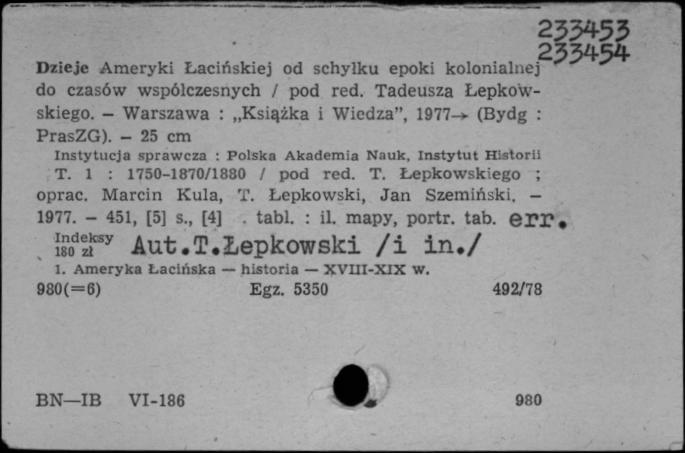 233453
233454
Dzieje Ameryki Łacińskiej od schyłku epoki kolonialnej
do czasów współczesnych / pod red. Tadeusza Łepkow-
skiego. — Warszawa : „Książka i Wiedza”, 1977→ (Bydg :
PrasZG). — 25 cm
Instytucja sprawcza : Polska Akademia Nauk, Instytut Historii
T. 1 : 1750-1870/1880 / pod red. T. Łepkowskiego ;
oprac. Marcin Kula, T. Łepkowski, Jan Szemiński. —
1977. — 451, [5] s., [4] . tabl. : il. mapy, portr. tab. err.
Indeksy
180 zł Aut.T.Łepkowski /i in./
1. Ameryka Łacińska — historia — XVIII-XIX w.
980(=6) Egz. 5350 492/78
BN—IB VI-186 980